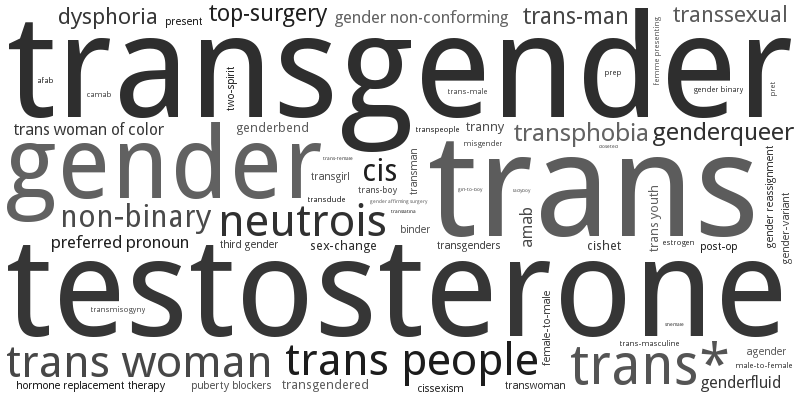 dysphoria
present
top-surgery
gender non-conforming
trans-man
transsexual
transgender
afab
camab
two-spirit
trans-male
prep
femme presenting
gender binary
pret
trans woman of color
genderbend
transpeople
tranny
transphobia
genderqueer
misgender
gender
trans-female
transgirl
cis
transman
trans
trans-boy
transdude
gender affirming surgery
non-binary
neutrois
binder
amab
trans youth
gender reassignment
gender-variant
preferred pronoun
third gender
sex-change
transgenders
cishet
estrogen
post-op
testosterone
transmisogyny
female-to-male
shemale
trans woman
trans people
trans*
trans-masculine
agender
male-to-female
hormone replacement therapy
puberty blockers
transgendered
cissexism
transwoman
genderfluid